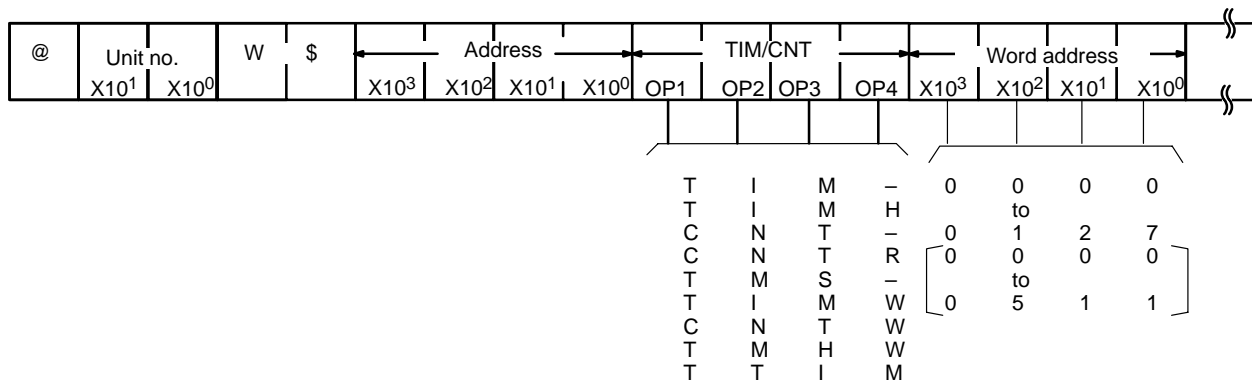 @ Unit no. W $ Address TIM/CNT Word address
X10¹ X10⁰ X10³ X10² X10¹ X10⁰ OP1 OP2 OP3 OP4 X10³ X10² X10¹ X10⁰
T I M – 0 0 0 0
T I M H to
C N T – 0 1 2 7
C N T R 0 0 0 0
T M S – to
T I M W 0 5 1 1
C N T W
T M H W
T T I M